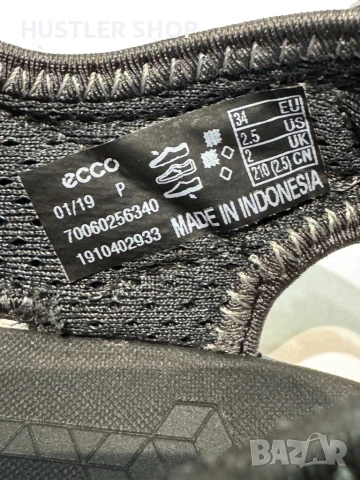 HUSTLER SHOP
ecco
01/19 P
70060256340
1910402933
34 EU
2.5 US
2 UK
210 (2.5) CN
MADE IN INDONESIA
BAZAR
bg